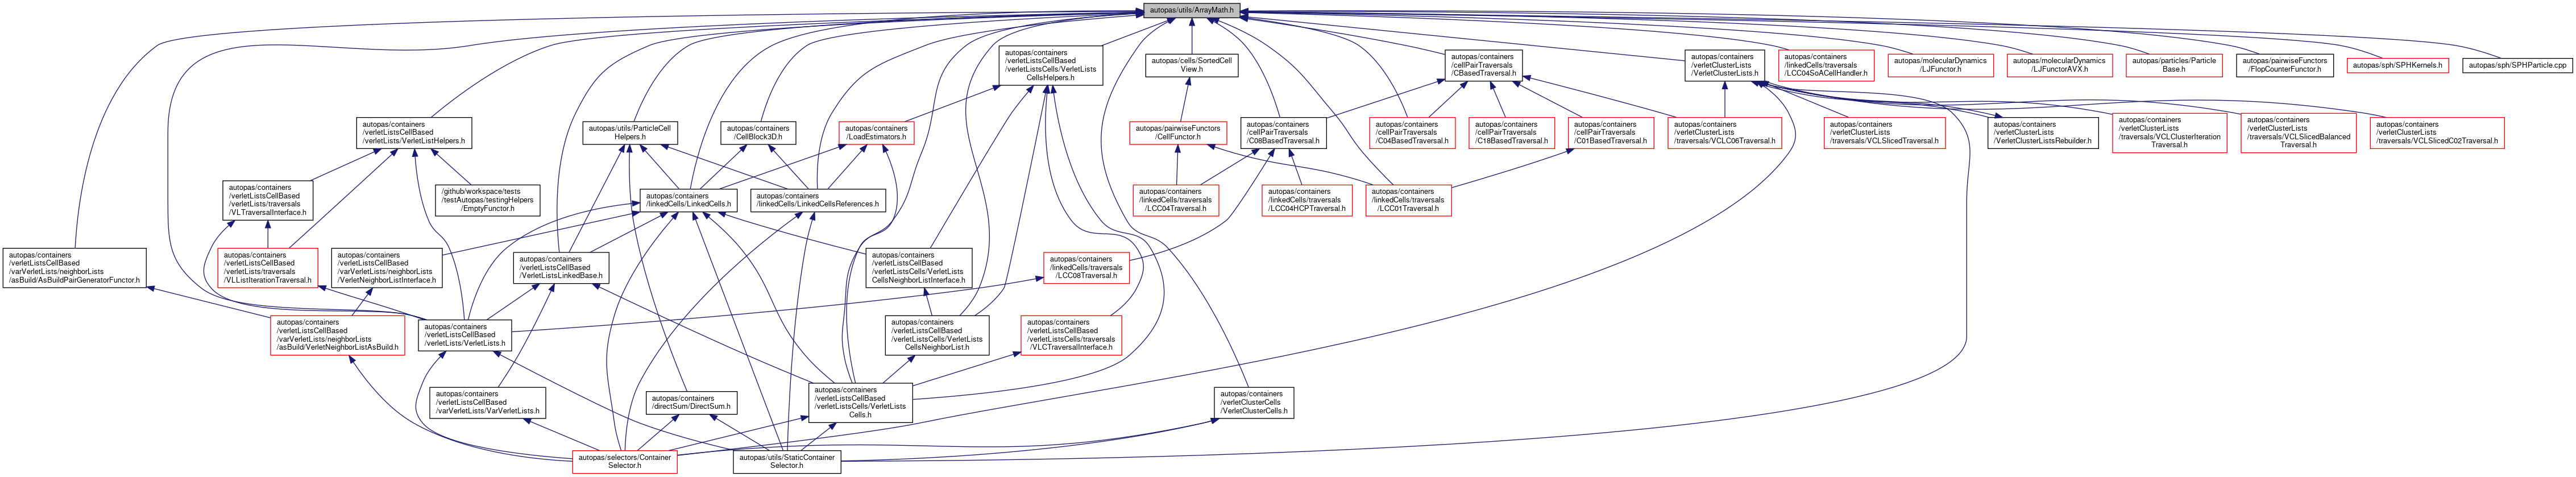 autopas/utils/ArrayMath.h
autopas/containers
/verletListsCellBased
/verletListsCells/VerletLists
CellsHelpers.h
autopas/cells/SortedCell
View.h
autopas/containers
/cellPairTraversals
/CBasedTraversal.h
autopas/containers
/verletClusterLists
/VerletClusterLists.h
autopas/containers
/linkedCells/traversals
/LCC04SoACellHandler.h
autopas/molecularDynamics
/LJFunctor.h
autopas/molecularDynamics
/LJFunctorAVX.h
autopas/particles/Particle
Base.h
autopas/pairwiseFunctors
/FlopCounterFunctor.h
autopas/sph/SPHKernels.h
autopas/sph/SPHParticle.cpp
autopas/containers
/verletListsCellBased
/verletLists/VerletListHelpers.h
autopas/utils/ParticleCell
Helpers.h
autopas/containers
/CellBlock3D.h
autopas/containers
/LoadEstimators.h
autopas/pairwiseFunctors
/CellFunctor.h
autopas/containers
/cellPairTraversals
/C08BasedTraversal.h
autopas/containers
/cellPairTraversals
/C04BasedTraversal.h
autopas/containers
/cellPairTraversals
/C18BasedTraversal.h
autopas/containers
/cellPairTraversals
/C01BasedTraversal.h
autopas/containers
/verletClusterLists
/traversals/VCLC06Traversal.h
autopas/containers
/verletClusterLists
/traversals/VCLSlicedTraversal.h
autopas/containers
/verletClusterLists
/VerletClusterListsRebuilder.h
autopas/containers
/verletClusterLists
/traversals/VCLClusterIteration
Traversal.h
autopas/containers
/verletClusterLists
/traversals/VCLSlicedBalanced
Traversal.h
autopas/containers
/verletClusterLists
/traversals/VCLSlicedC02Traversal.h
autopas/containers
/verletListsCellBased
/verletLists/traversals
/VLTraversalInterface.h
/github/workspace/tests
/testAutopas/testingHelpers
/EmptyFunctor.h
autopas/containers
/linkedCells/LinkedCells.h
autopas/containers
/linkedCells/LinkedCellsReferences.h
autopas/containers
/linkedCells/traversals
/LCC04Traversal.h
autopas/containers
/linkedCells/traversals
/LCC04HCPTraversal.h
autopas/containers
/linkedCells/traversals
/LCC01Traversal.h
autopas/containers
/verletListsCellBased
/varVerletLists/neighborLists
/asBuild/AsBuildPairGeneratorFunctor.h
autopas/containers
/verletListsCellBased
/verletLists/traversals
/VLListIterationTraversal.h
autopas/containers
/verletListsCellBased
/varVerletLists/neighborLists
/VerletNeighborListInterface.h
autopas/containers
/verletListsCellBased
/VerletListsLinkedBase.h
autopas/containers
/verletListsCellBased
/verletListsCells/VerletLists
CellsNeighborListInterface.h
autopas/containers
/linkedCells/traversals
/LCC08Traversal.h
autopas/containers
/verletListsCellBased
/varVerletLists/neighborLists
/asBuild/VerletNeighborListAsBuild.h
autopas/containers
/verletListsCellBased
/verletLists/VerletLists.h
autopas/containers
/verletListsCellBased
/verletListsCells/VerletLists
CellsNeighborList.h
autopas/containers
/verletListsCellBased
/verletListsCells/traversals
/VLCTraversalInterface.h
autopas/containers
/verletListsCellBased
/varVerletLists/VarVerletLists.h
autopas/containers
/directSum/DirectSum.h
autopas/containers
/verletListsCellBased
/verletListsCells/VerletLists
Cells.h
autopas/containers
/verletClusterCells
/VerletClusterCells.h
autopas/selectors/Container
Selector.h
autopas/utils/StaticContainer
Selector.h